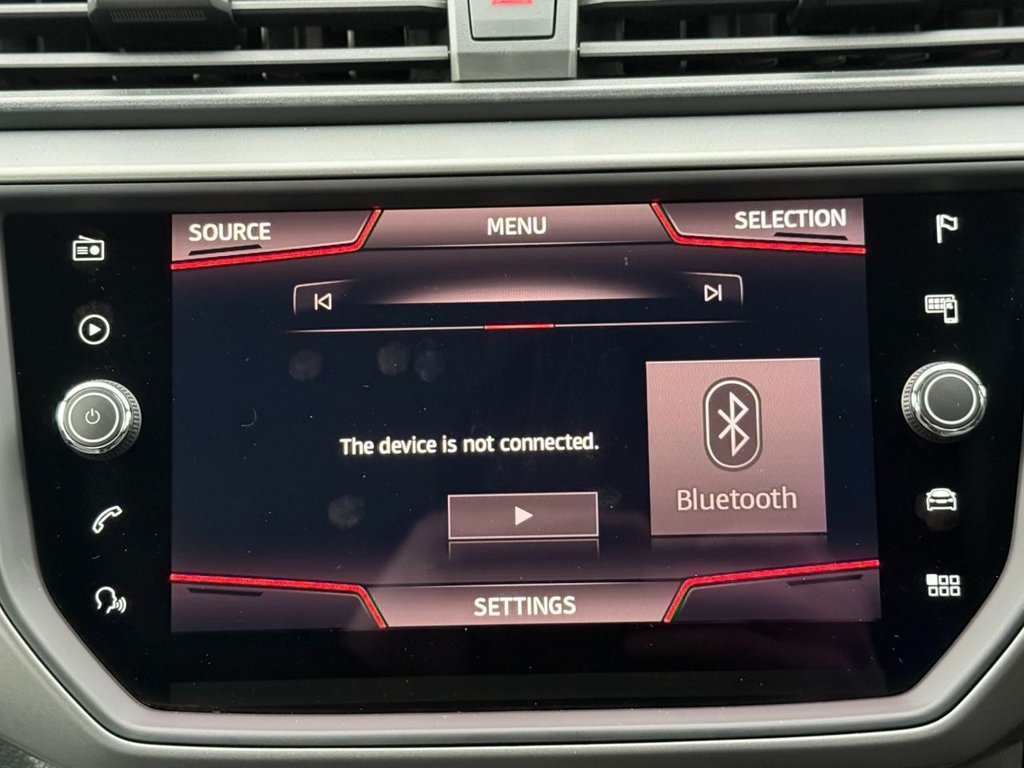 SOURCE
MENU
SELECTION
The device is not connected.
Bluetooth
SETTINGS